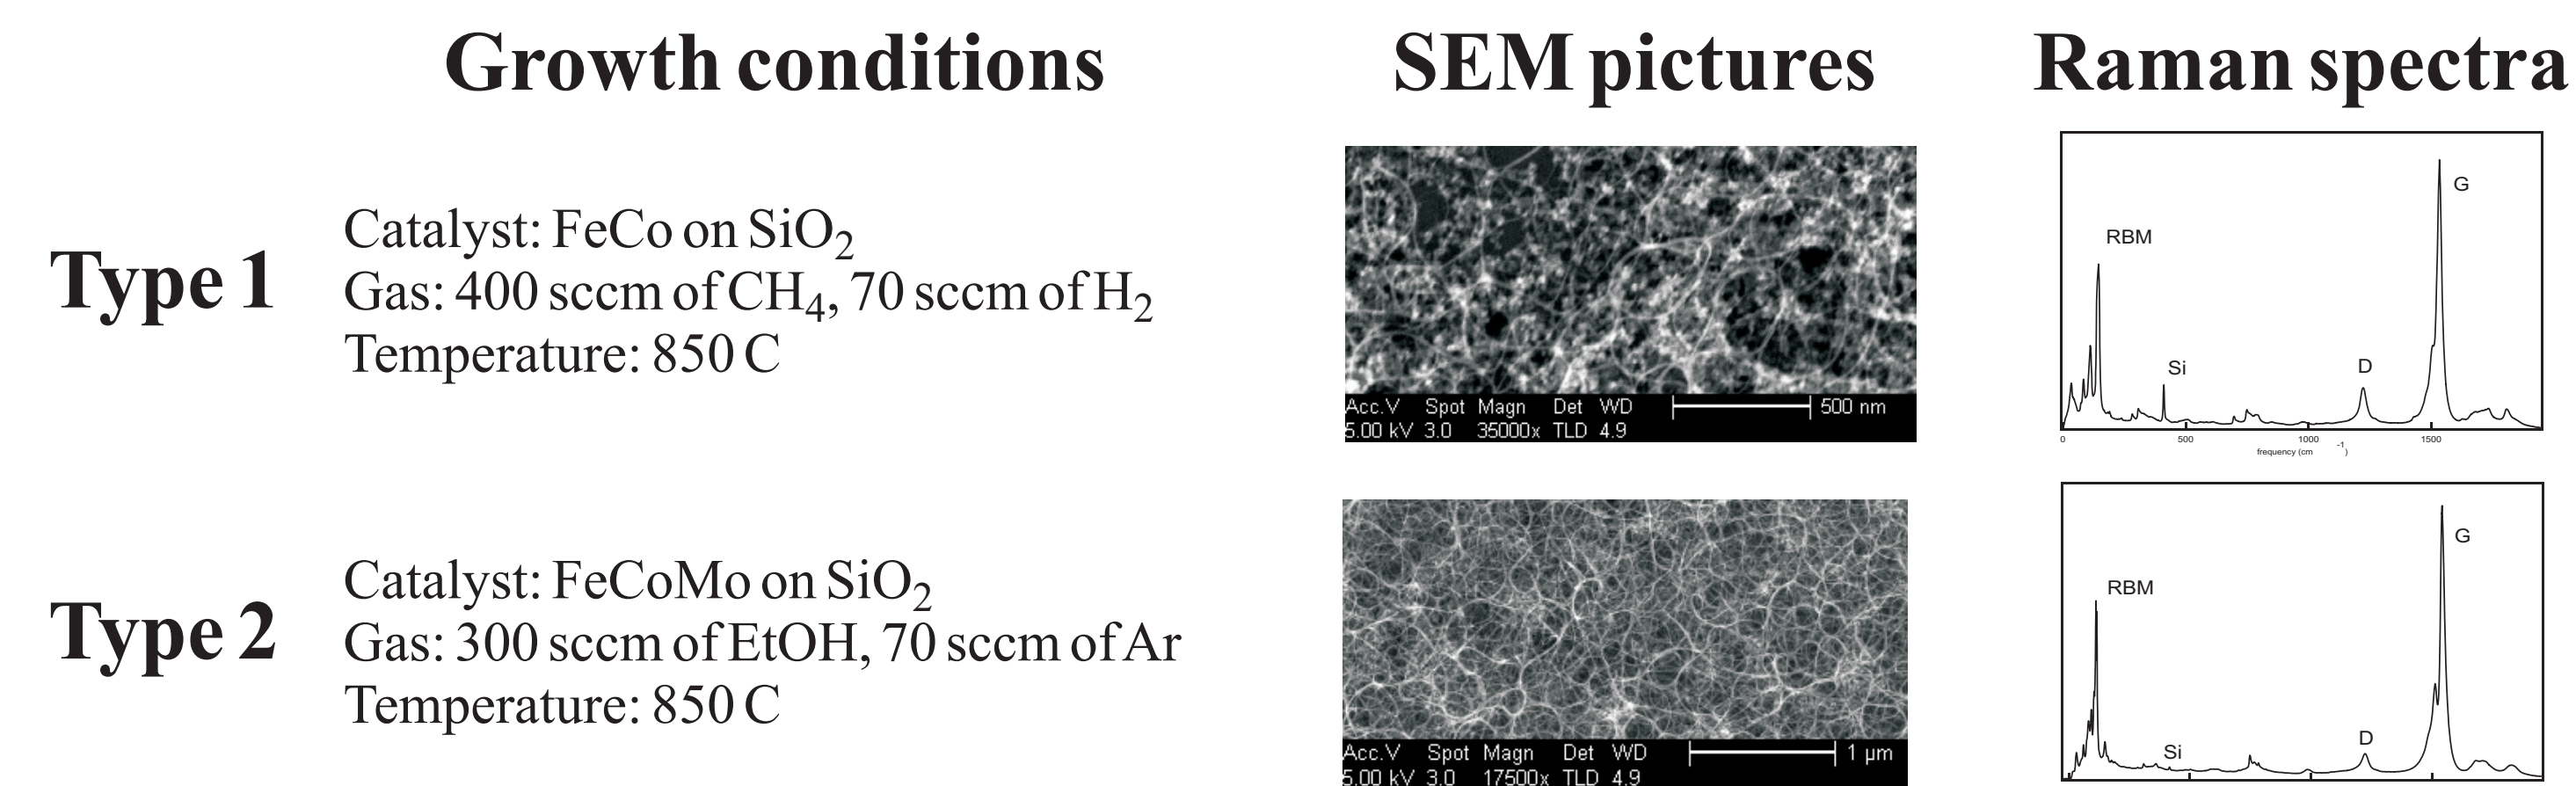 Growth conditions
SEM pictures
Raman spectra
Type 1
Catalyst: FeCo on SiO2
Gas: 400 sccm of CH4, 70 sccm of H2
Temperature: 850 C
Acc.V Spot Magn Det WD 500 nm
5.00 kV 3.0 35000x TLD 4.9
RBM
Si
D
G
0 500 1000 1500
frequency (cm -1)
Type 2
Catalyst: FeCoMo on SiO2
Gas: 300 sccm of EtOH, 70 sccm of Ar
Temperature: 850 C
Acc.V Spot Magn Det WD 1 µm
5.00 kV 3.0 17500x TLD 4.9
RBM
Si
D
G